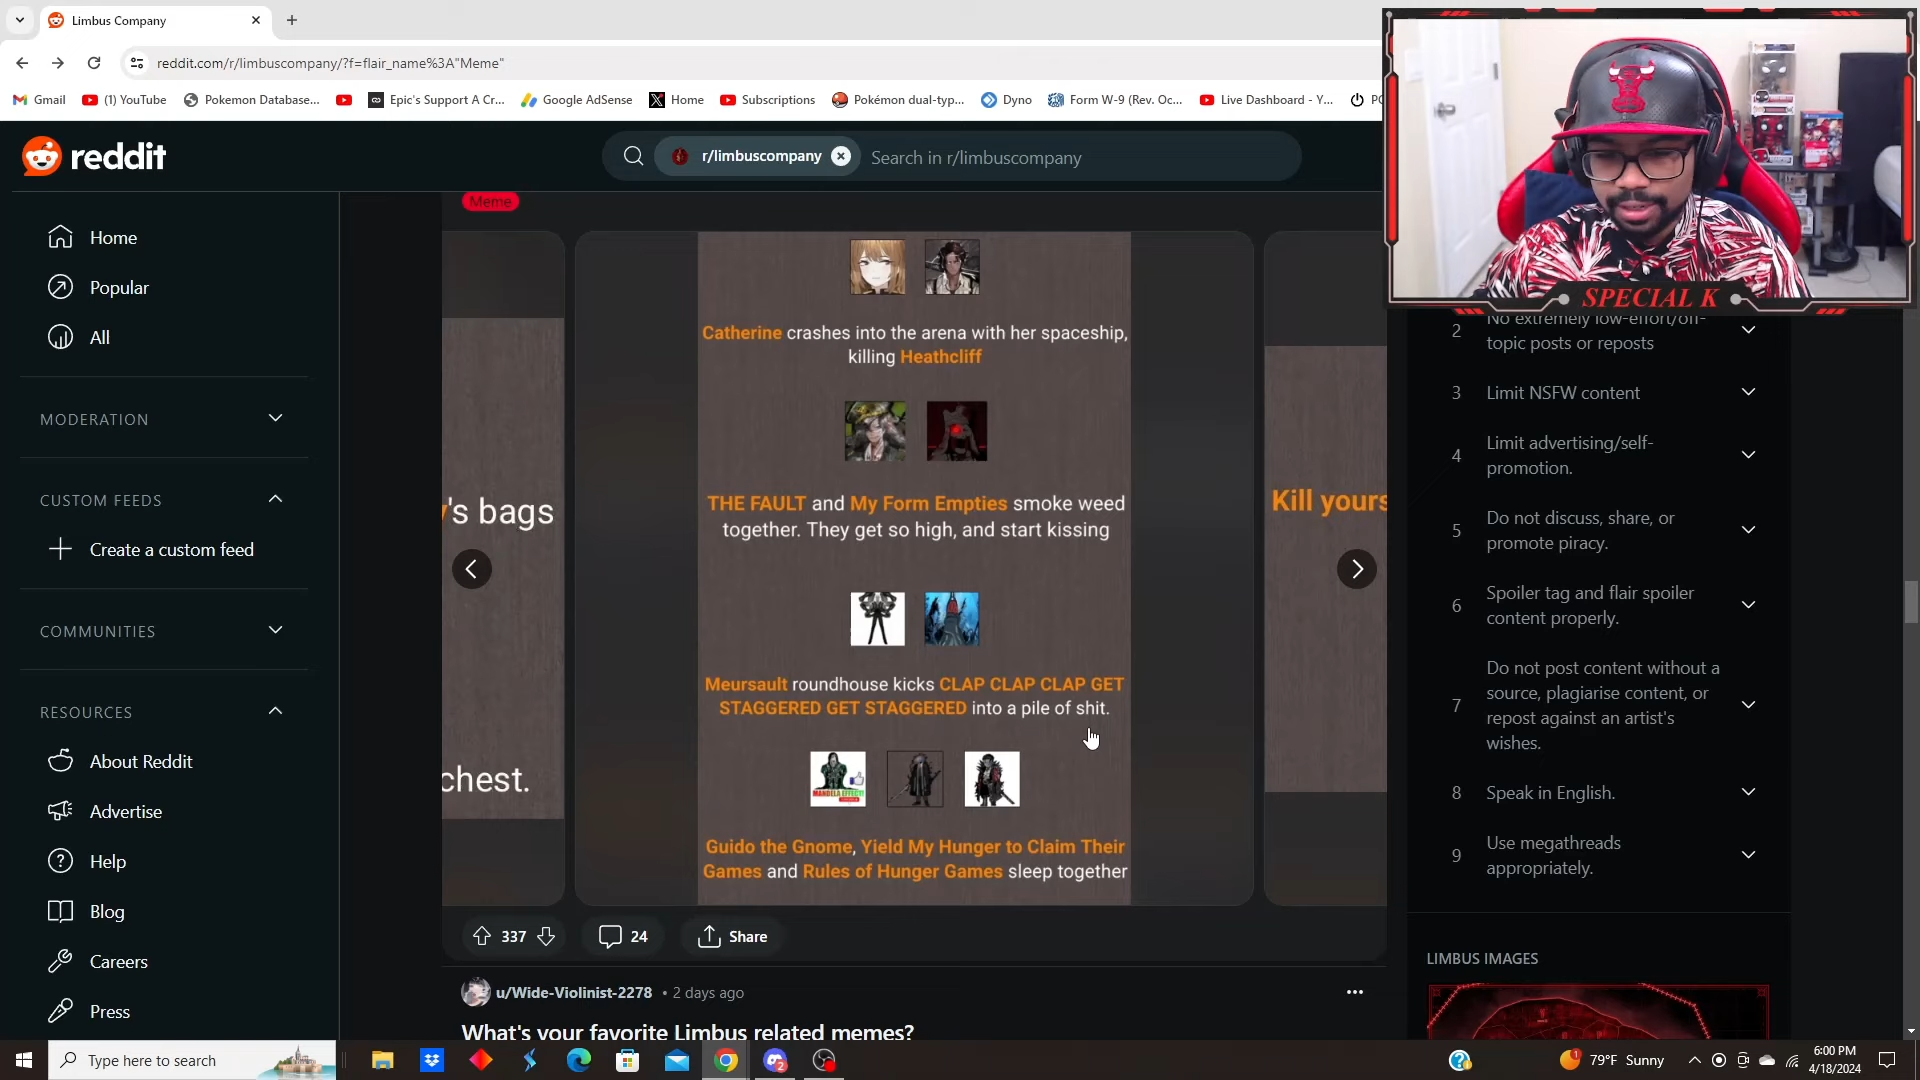 Limbus Company
reddit.com/r/limbuscompany/?f=flair_name%3A"Meme"
Gmail
(1) YouTube
Pokemon Database...
Epic's Support A Cr...
Google AdSense
Home
Subscriptions
Pokémon dual-typ...
Dyno
Form W-9 (Rev. Oc...
Live Dashboard - Y...
PC
reddit
r/limbuscompany
Search in r/limbuscompany
SPECIAL K
Home
Popular
All
MODERATION
CUSTOM FEEDS
Create a custom feed
COMMUNITIES
RESOURCES
About Reddit
Advertise
Help
Blog
Careers
Press
Meme
y's bags
chest.
Catherine crashes into the arena with her spaceship,
killing Heathcliff
THE FAULT and My Form Empties smoke weed
together. They get so high, and start kissing
Meursault roundhouse kicks CLAP CLAP CLAP GET
STAGGERED GET STAGGERED into a pile of shit.
MANDELA EFFECT!
Guido the Gnome, Yield My Hunger to Claim Their
Games and Rules of Hunger Games sleep together
Kill yours
337
24
Share
u/Wide-Violinist-2278 • 2 days ago
What's your favorite Limbus related memes?
2 No extremely low-effort/off-
topic posts or reposts
3 Limit NSFW content
4 Limit advertising/self-
promotion.
5 Do not discuss, share, or
promote piracy.
6 Spoiler tag and flair spoiler
content properly.
7 Do not post content without a
source, plagiarise content, or
repost against an artist's
wishes.
8 Speak in English.
9 Use megathreads
appropriately.
LIMBUS IMAGES
Type here to search
2
1
79°F Sunny
6:00 PM
4/18/2024